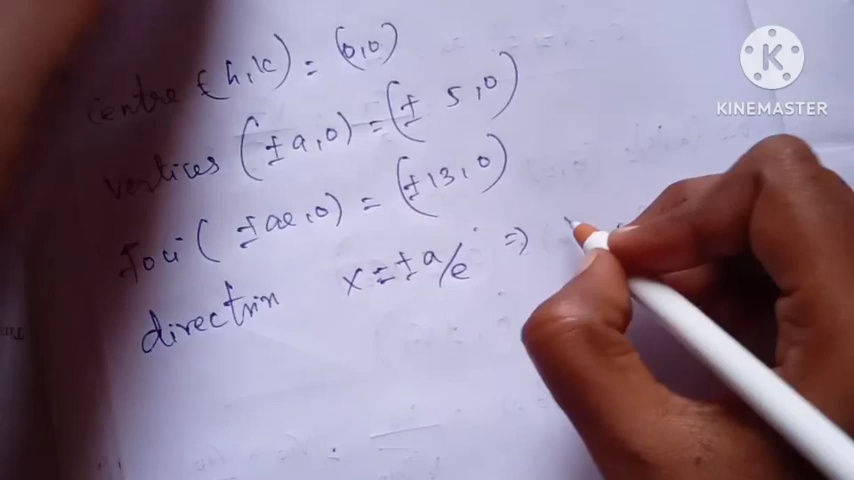 centre (h,k) = (0,0)
vertices (±a,0) = (± 5,0)
foci (±ae,0) = (±13,0)
directrix x = ±a/e ⇒
KINEMASTER